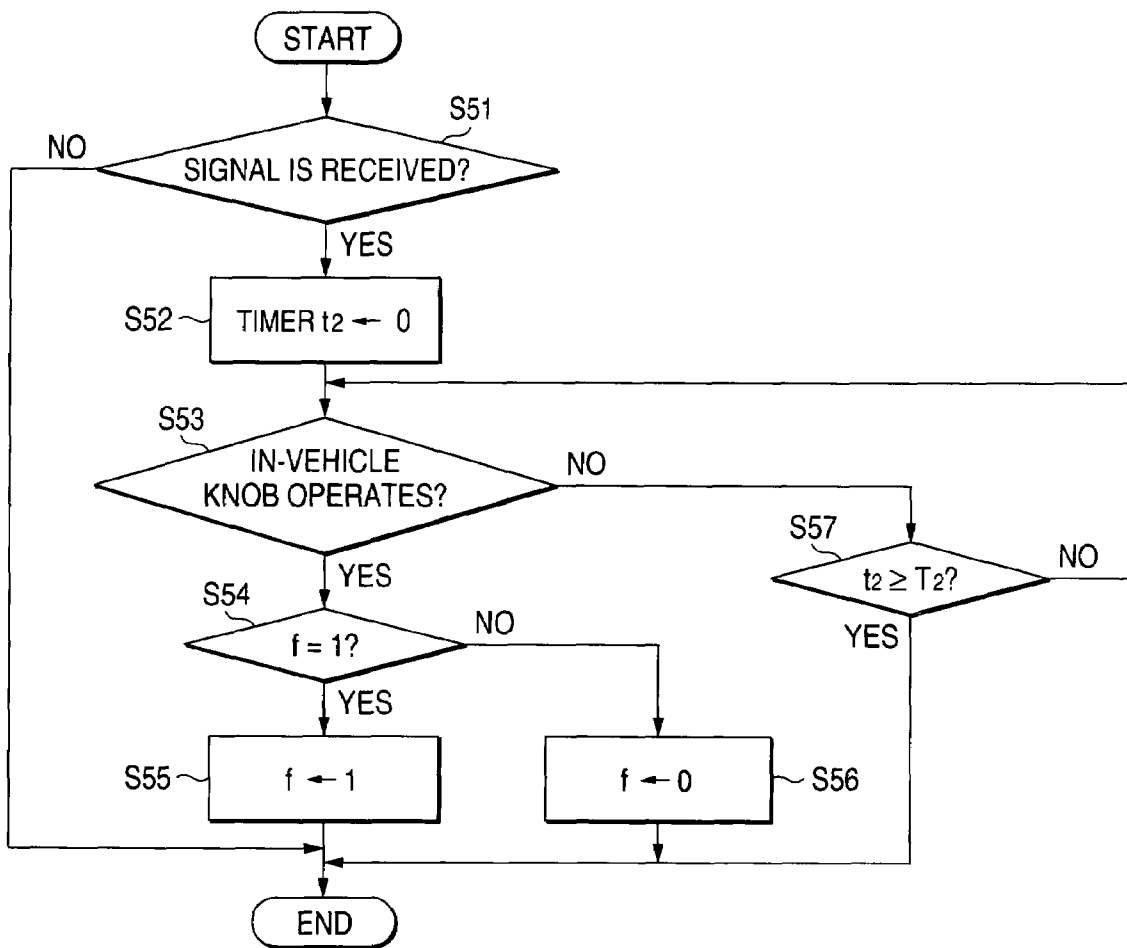 START
S51
NO
SIGNAL IS RECEIVED?
YES
S52
TIMER t2 ← 0
S53
IN-VEHICLE
KNOB OPERATES?
NO
YES
S57
t2 ≥ T2?
NO
YES
S54
f = 1?
NO
YES
S55
f ← 1
f ← 0
S56
END